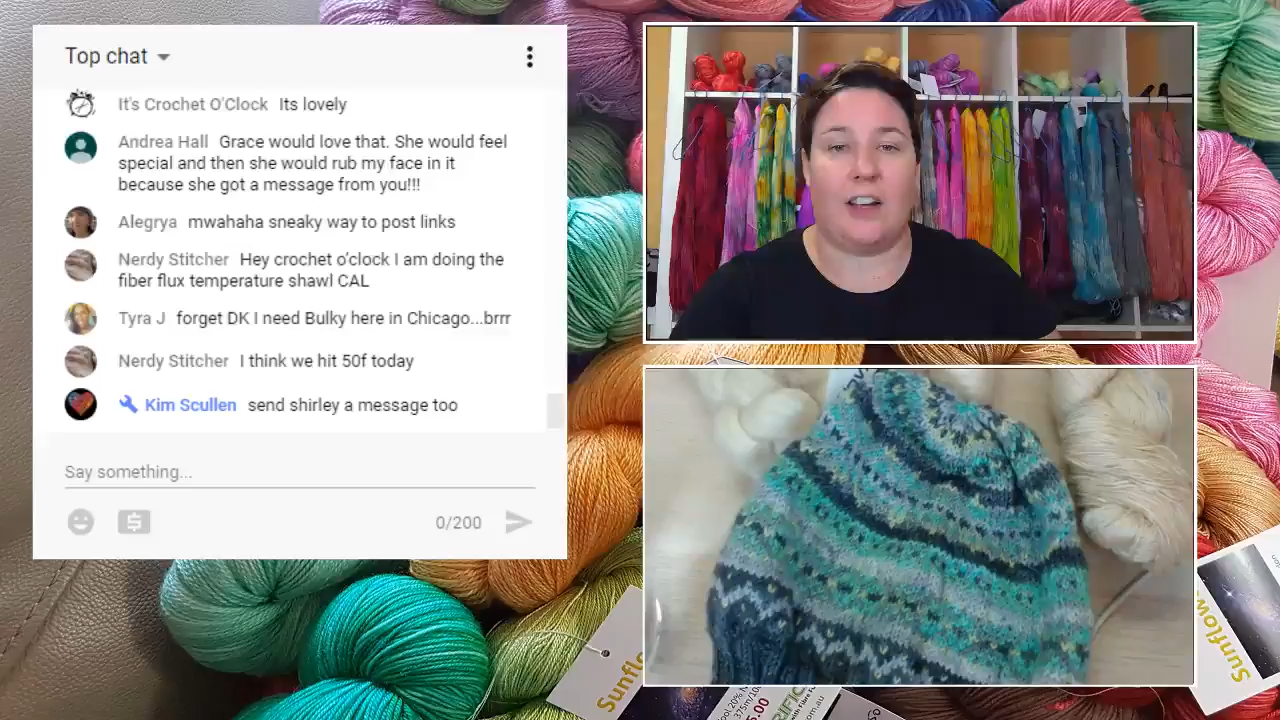 Top chat
It's Crochet O'Clock Its lovely
Andrea Hall Grace would love that. She would feel
special and then she would rub my face in it
because she got a message from you!!!
Alegrya mwahaha sneaky way to post links
Nerdy Stitcher Hey crochet o'clock I am doing the
fiber flux temperature shawl CAL
Tyra J forget DK I need Bulky here in Chicago...brrr
Nerdy Stitcher I think we hit 50f today
Kim Scullen send shirley a message too
Say something...
0/200
Sunflow
Sunflo